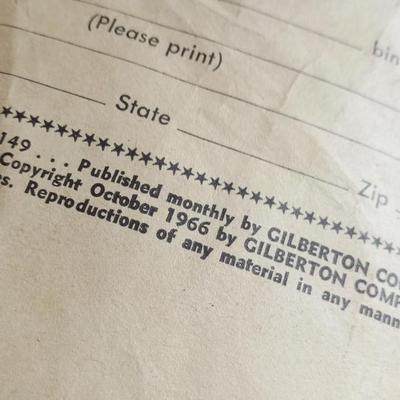 bin
(Please print)
State
Zip
149 . . . Published monthly by GILBERTON
Copyright October 1966 by GILBERTON
Reproductions of any material in any